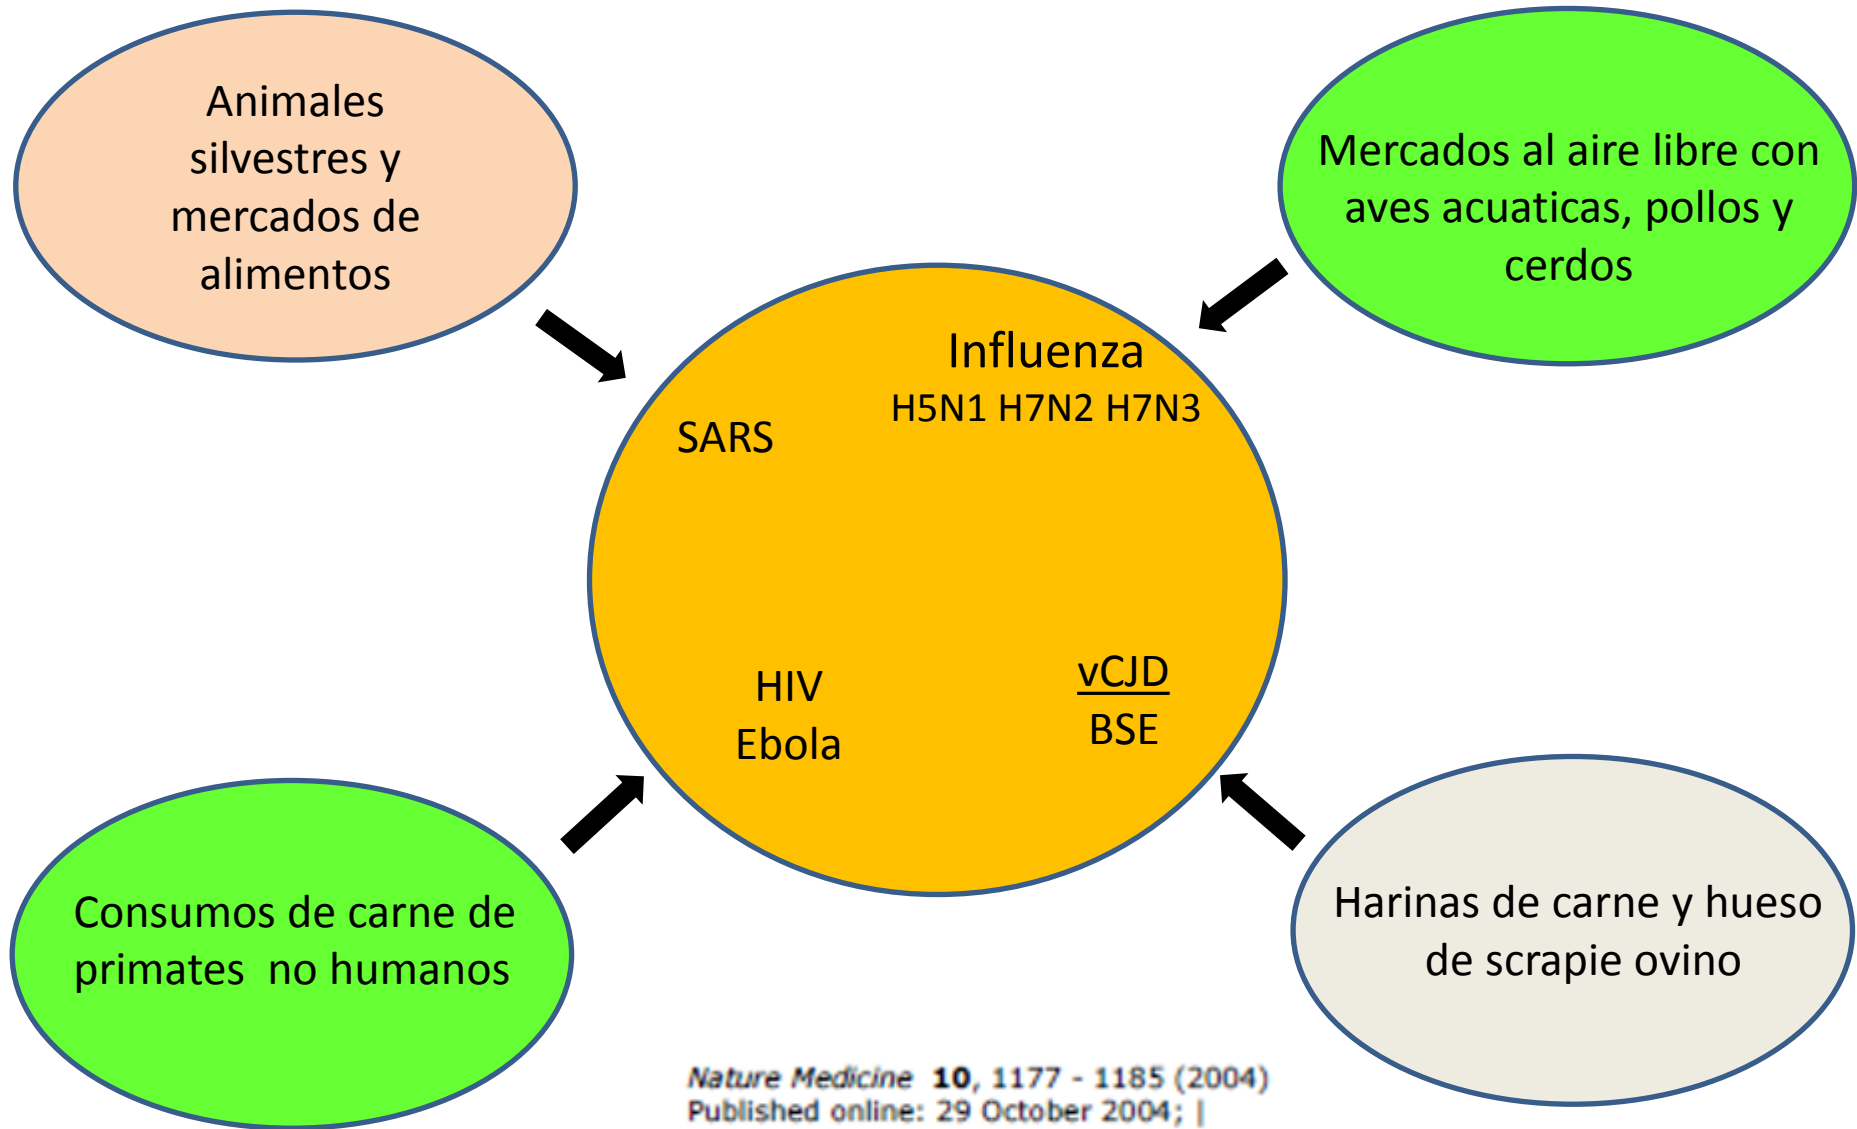 Animales
silvestres y
mercados de
alimentos
Mercados al aire libre con
aves acuaticas, pollos y
cerdos
Influenza
H5N1 H7N2 H7N3
SARS
HIV
Ebola
vCJD
BSE
Consumos de carne de
primates no humanos
Harinas de carne y hueso
de scrapie ovino
Nature Medicine 10, 1177 - 1185 (2004)
Published online: 29 October 2004; |